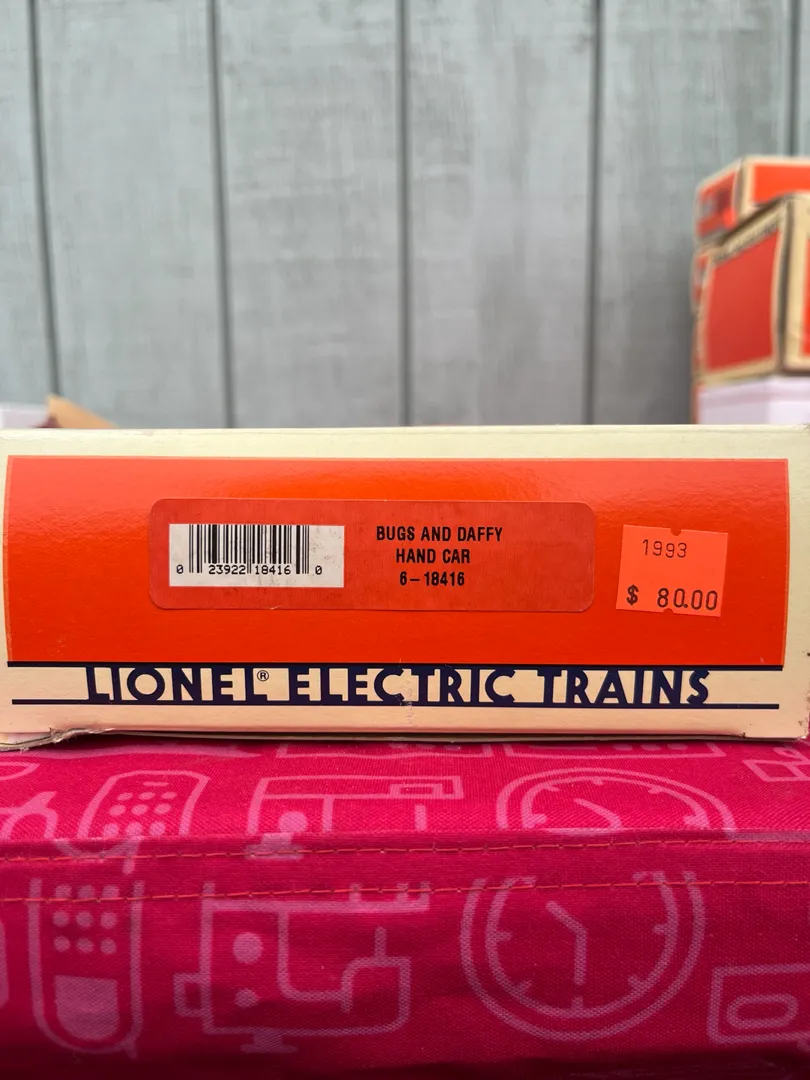 BUGS AND DAFFY
HAND CAR
6-18416
0 23922 18416 0
1993
$ 80.00
LIONEL® ELECTRIC TRAINS